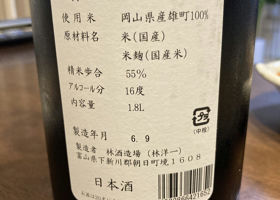 使用米 岡山県産雄町100%
原材料名 米(国産)
米麹(国産米)
精米歩合 55%
アルコール分 16度
内容量 1.8L
製造年月 6. 9
製造者 林酒造場(林洋一)
富山県下新川郡朝日町境1608
(中栓)
日本酒